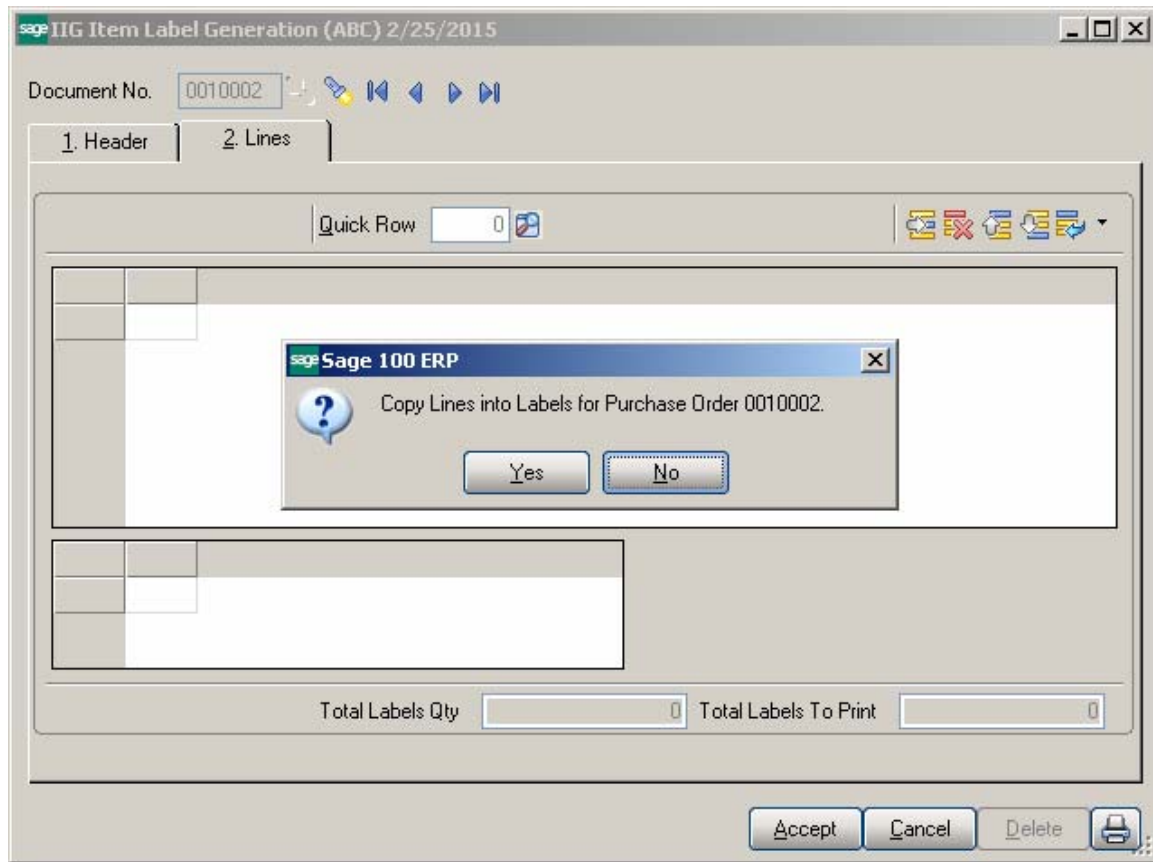 sage IIG Item Label Generation (ABC) 2/25/2015
Document No. 0010002
1. Header 2. Lines
Quick Row 0
sage Sage 100 ERP
? Copy Lines into Labels for Purchase Order 0010002.
Yes No
Total Labels Qty 0 Total Labels To Print 0
Accept Cancel Delete